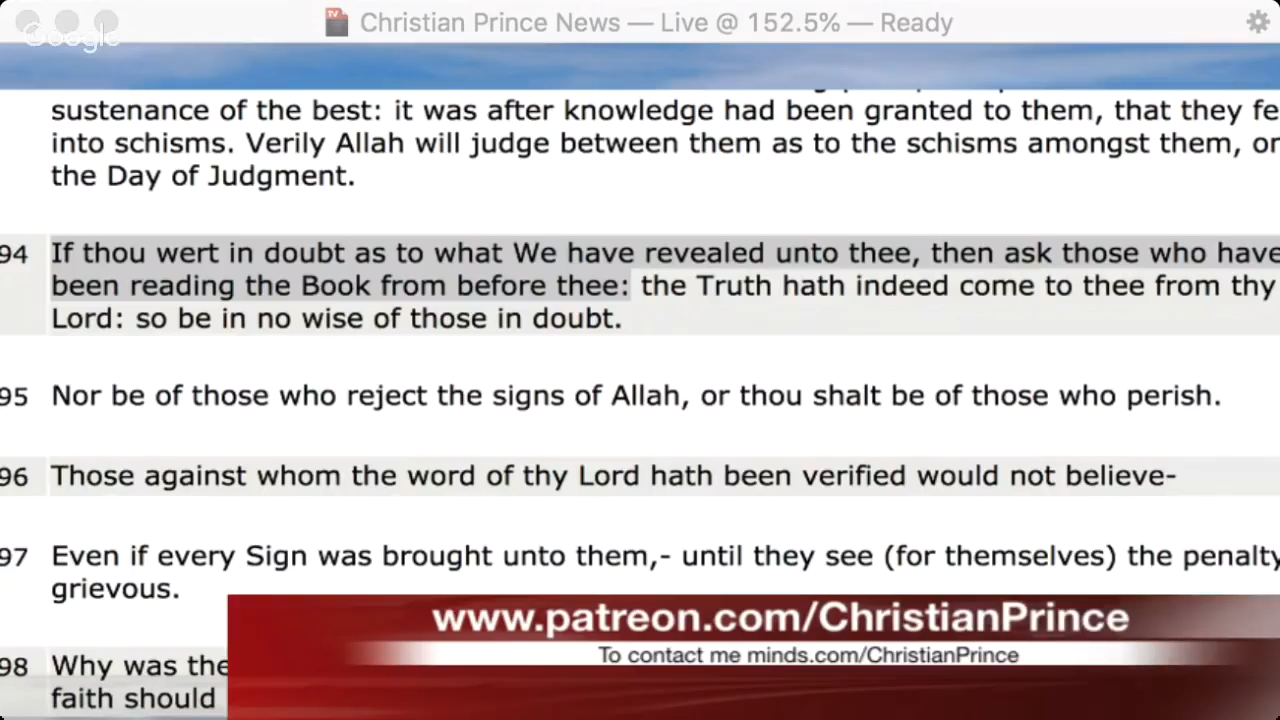 Christian Prince News — Live @ 152.5% — Ready
Google
sustenance of the best: it was after knowledge had been granted to them, that they fe
into schisms. Verily Allah will judge between them as to the schisms amongst them, or
the Day of Judgment.
94 If thou wert in doubt as to what We have revealed unto thee, then ask those who have
been reading the Book from before thee: the Truth hath indeed come to thee from thy
Lord: so be in no wise of those in doubt.
95 Nor be of those who reject the signs of Allah, or thou shalt be of those who perish.
96 Those against whom the word of thy Lord hath been verified would not believe-
97 Even if every Sign was brought unto them,- until they see (for themselves) the penalty
grievous.
98 Why was the
faith should
www.patreon.com/ChristianPrince
To contact me minds.com/ChristianPrince